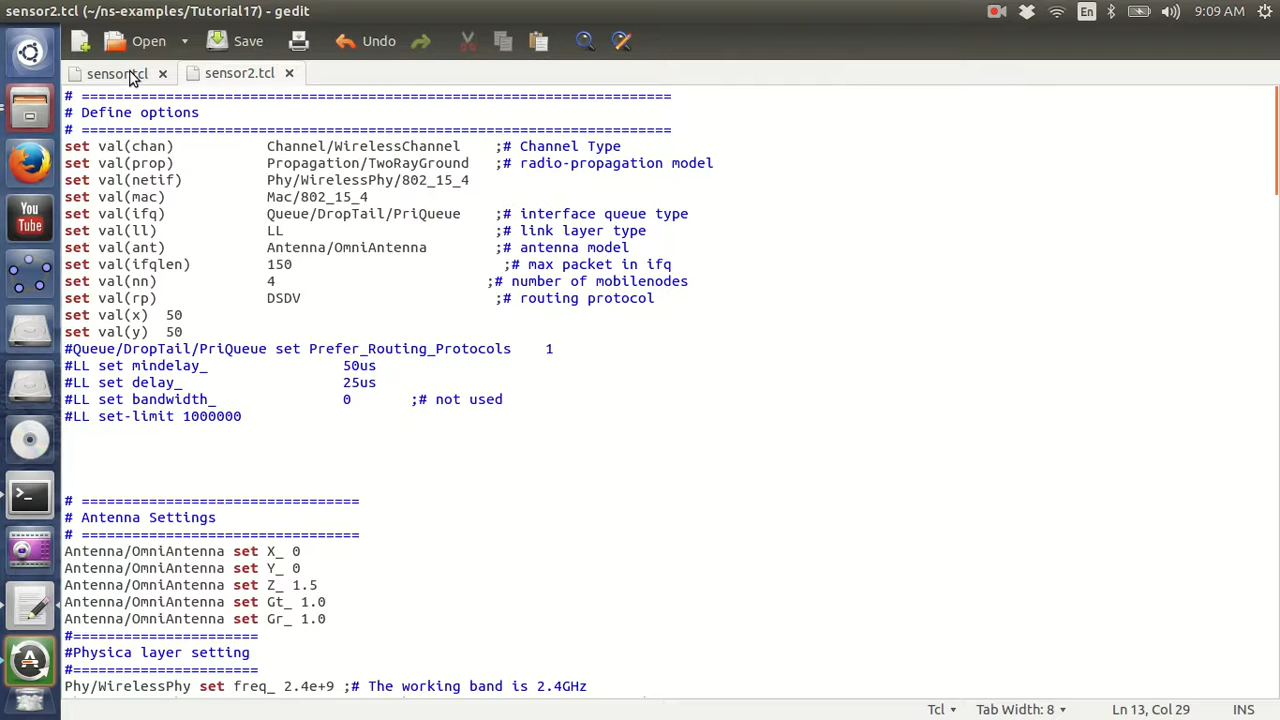 sensor2.tcl (~/ns-examples/Tutorial17) - gedit
En
9:09 AM
Open
Save
Undo
sensor.tcl
sensor2.tcl
# ======================================================================
# Define options
# ======================================================================
set val(chan) Channel/WirelessChannel ;# Channel Type
set val(prop) Propagation/TwoRayGround ;# radio-propagation model
set val(netif) Phy/WirelessPhy/802_15_4
set val(mac) Mac/802_15_4
set val(ifq) Queue/DropTail/PriQueue ;# interface queue type
set val(ll) LL ;# link layer type
set val(ant) Antenna/OmniAntenna ;# antenna model
set val(ifqlen) 150 ;# max packet in ifq
set val(nn) 4 ;# number of mobilenodes
set val(rp) DSDV ;# routing protocol
set val(x) 50
set val(y) 50
#Queue/DropTail/PriQueue set Prefer_Routing_Protocols 1
#LL set mindelay_ 50us
#LL set delay_ 25us
#LL set bandwidth_ 0 ;# not used
#LL set-limit 1000000
# =================================
# Antenna Settings
# =================================
Antenna/OmniAntenna set X_ 0
Antenna/OmniAntenna set Y_ 0
Antenna/OmniAntenna set Z_ 1.5
Antenna/OmniAntenna set Gt_ 1.0
Antenna/OmniAntenna set Gr_ 1.0
#======================
#Physica layer setting
#======================
Phy/WirelessPhy set freq_ 2.4e+9 ;# The working band is 2.4GHz
You
Tube
Tcl
Tab Width: 8
Ln 13, Col 29
INS